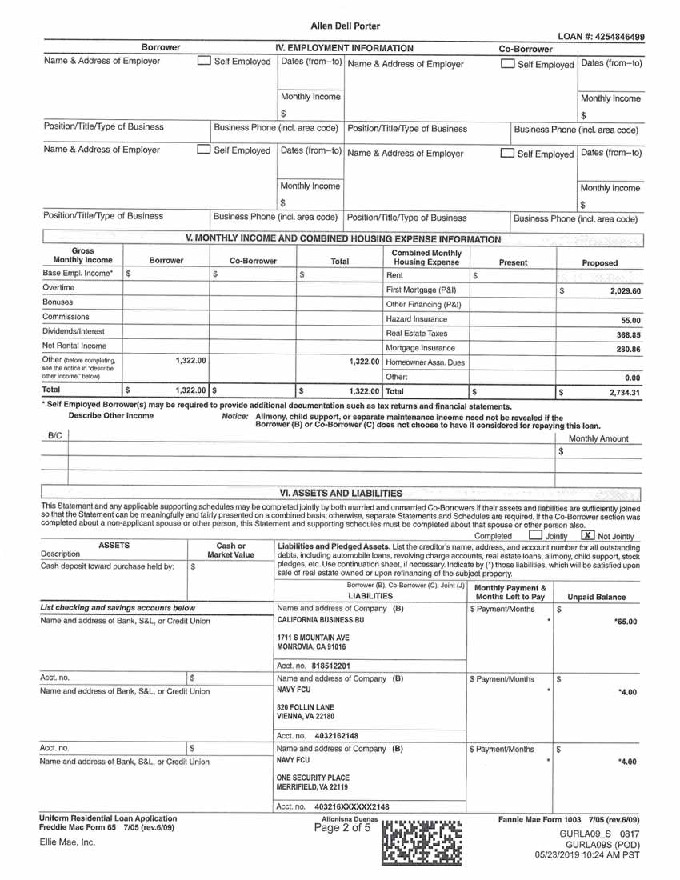 Allen Dell Porter
LOAN #: 4254846499
Borrower IV. EMPLOYMENT INFORMATION Co-Borrower
Name & Address of Employer Self Employed Dates (from–to) Name & Address of Employer Self Employed Dates (from–to)
Monthly Income Monthly Income
$ $
Position/Title/Type of Business Business Phone (incl. area code) Position/Title/Type of Business Business Phone (incl. area code)
Name & Address of Employer Self Employed Dates (from–to) Name & Address of Employer Self Employed Dates (from–to)
Monthly Income Monthly Income
$ $
Position/Title/Type of Business Business Phone (incl. area code) Position/Title/Type of Business Business Phone (incl. area code)
V. MONTHLY INCOME AND COMBINED HOUSING EXPENSE INFORMATION
Gross Monthly Income Borrower Co-Borrower Total Combined Monthly Housing Expense Present Proposed
Base Empl. Income* $ $ $ Rent $
Overtime First Mortgage (P&I) $ 2,029.60
Bonuses Other Financing (P&I)
Commissions Hazard Insurance 55.00
Dividends/Interest Real Estate Taxes 368.85
Net Rental Income Mortgage Insurance 280.86
Other (before completing, see the notice in "describe other income" below) 1,322.00 1,322.00 Homeowner Assn. Dues
Other: 0.00
Total $ 1,322.00 $ $ 1,322.00 Total $ $ 2,734.31
* Self Employed Borrower(s) may be required to provide additional documentation such as tax returns and financial statements.
Describe Other Income Notice: Alimony, child support, or separate maintenance income need not be revealed if the
Borrower (B) or Co-Borrower (C) does not choose to have it considered for repaying this loan.
B/C Monthly Amount
$
VI. ASSETS AND LIABILITIES
This Statement and any applicable supporting schedules may be completed jointly by both married and unmarried Co-Borrowers if their assets and liabilities are sufficiently joined
so that the Statement can be meaningfully and fairly presented on a combined basis; otherwise, separate Statements and Schedules are required. If the Co-Borrower section was
completed about a non-applicant spouse or other person, this Statement and supporting schedules must be completed about that spouse or other person also.
Completed Jointly X Not Jointly
ASSETS Cash or Market Value
Description
Cash deposit toward purchase held by: $
Liabilities and Pledged Assets. List the creditor's name, address, and account number for all outstanding
debts, including automobile loans, revolving charge accounts, real estate loans, alimony, child support, stock
pledges, etc. Use continuation sheet, if necessary. Indicate by (*) those liabilities, which will be satisfied upon
sale of real estate owned or upon refinancing of the subject property.
Borrower (B); Co-Borrower (C); Joint (J)
LIABILITIES Monthly Payment & Months Left to Pay Unpaid Balance
List checking and savings accounts below Name and address of Company (B) $ Payment/Months $
Name and address of Bank, S&L, or Credit Union CALIFORNIA BUSINESS BU * *65.00
1711 S MOUNTAIN AVE
MONROVIA, CA 91016
Acct. no. 818512201
Acct. no. $ Name and address of Company (B) $ Payment/Months $
Name and address of Bank, S&L, or Credit Union NAVY FCU * *4.00
820 FOLLIN LANE
VIENNA, VA 22180
Acct. no. 4032162148
Acct. no. $ Name and address of Company (B) $ Payment/Months $
Name and address of Bank, S&L, or Credit Union NAVY FCU * *4.00
ONE SECURITY PLACE
MERRIFIELD, VA 22119
Acct. no. 403216XXXXXX2148
Uniform Residential Loan Application
Freddie Mac Form 65 7/05 (rev.6/09)
Page 2 of 5
Fannie Mae Form 1003 7/05 (rev.6/09)
Ellie Mae, Inc.
GURLA09_S 0317
GURLA09S (POD)
05/23/2019 10:24 AM PST